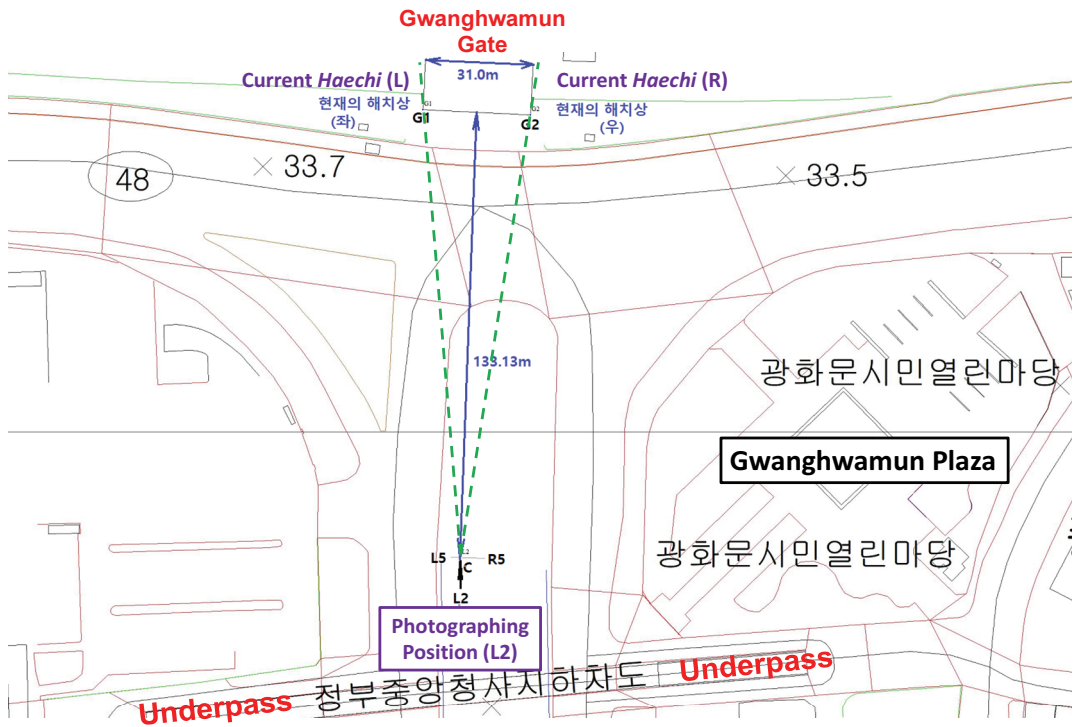 Gwanghwamun
Gate
31.0m
Current Haechi (L)
Current Haechi (R)
현재의 해치상
(좌)
현재의 해치상
(우)
G1
G2
G1
G2
48
33.7
33.5
133.13m
광화문시민열린마당
Gwanghwamun Plaza
광화문시민열린마당
L5
L2
R5
C
L2
Photographing
Position (L2)
Underpass
정부중앙청사지하차도
Underpass